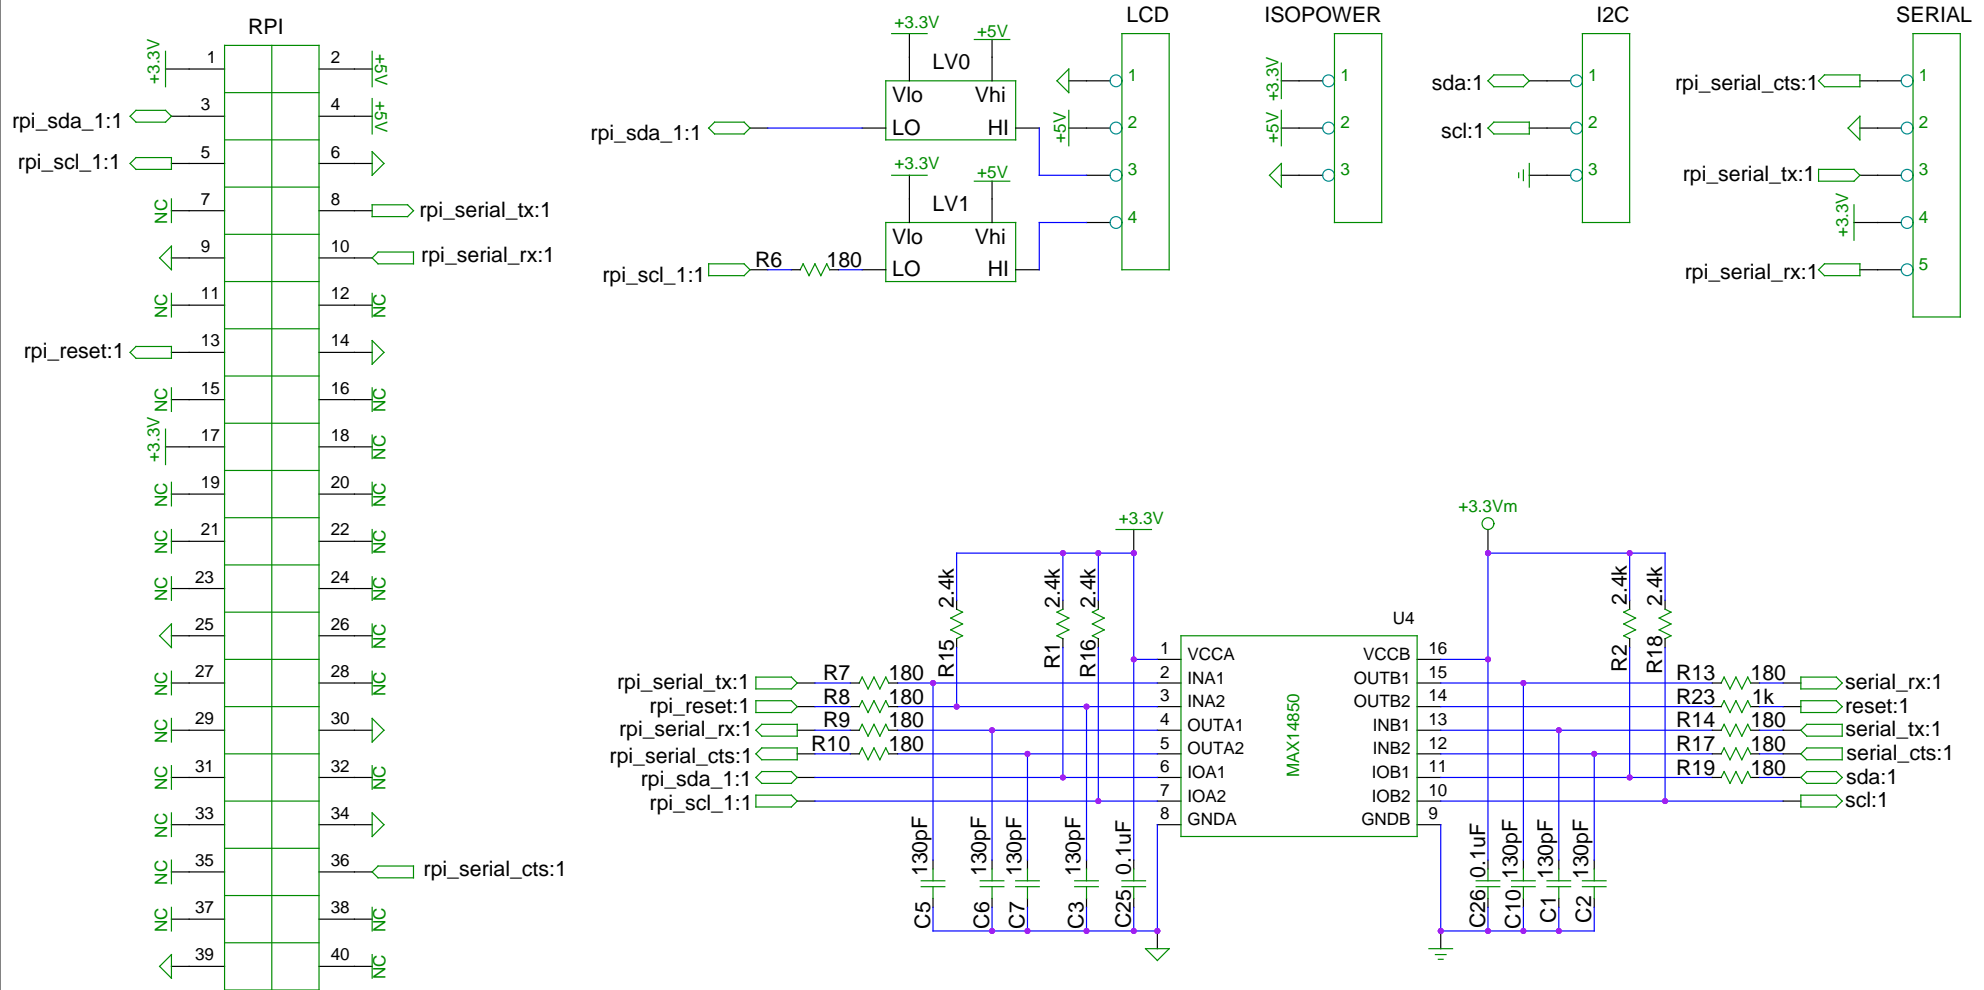 RPI
+3.3V 1 2 +5V
rpi_sda_1:1 3 4 +5V
rpi_scl_1:1 5 6
NC 7 8 rpi_serial_tx:1
9 10 rpi_serial_rx:1
NC 11 12 NC
rpi_reset:1 13 14
NC 15 16 NC
+3.3V 17 18 NC
NC 19 20 NC
NC 21 22 NC
NC 23 24 NC
25 26 NC
NC 27 28 NC
NC 29 30
NC 31 32 NC
NC 33 34
NC 35 36 rpi_serial_cts:1
NC 37 38 NC
39 40 NC
+3.3V +5V
LV0
Vlo Vhi
rpi_sda_1:1 LO HI
+3.3V +5V
LV1
Vlo Vhi
rpi_scl_1:1 R6 180 LO HI
LCD
1
+5V 2
3
4
ISOPOWER
+3.3V 1
+5V 2
3
I2C
sda:1 1
scl:1 2
3
SERIAL
rpi_serial_cts:1 1
2
rpi_serial_tx:1 3
+3.3V 4
rpi_serial_rx:1 5
+3.3V
+3.3Vm
R15 2.4k
R1 2.4k
R16 2.4k
R2 2.4k
R18 2.4k
U4
MAX14850
1 VCCA VCCB 16
rpi_serial_tx:1 R7 180 2 INA1 OUTB1 15 R13 180 serial_rx:1
rpi_reset:1 R8 180 3 INA2 OUTB2 14 R23 1k reset:1
rpi_serial_rx:1 R9 180 4 OUTA1 INB1 13 R14 180 serial_tx:1
rpi_serial_cts:1 R10 180 5 OUTA2 INB2 12 R17 180 serial_cts:1
rpi_sda_1:1 6 IOA1 IOB1 11 R19 180 sda:1
rpi_scl_1:1 7 IOA2 IOB2 10 scl:1
8 GNDA GNDB 9
C5 130pF
C6 130pF
C7 130pF
C3 130pF
C25 0.1uF
C26 0.1uF
C10 130pF
C1 130pF
C2 130pF